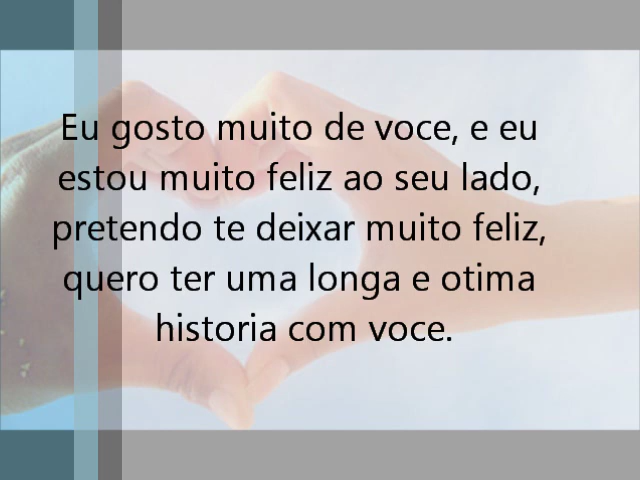 Eu gosto muito de voce, e eu
estou muito feliz ao seu lado,
pretendo te deixar muito feliz,
quero ter uma longa e otima
historia com voce.